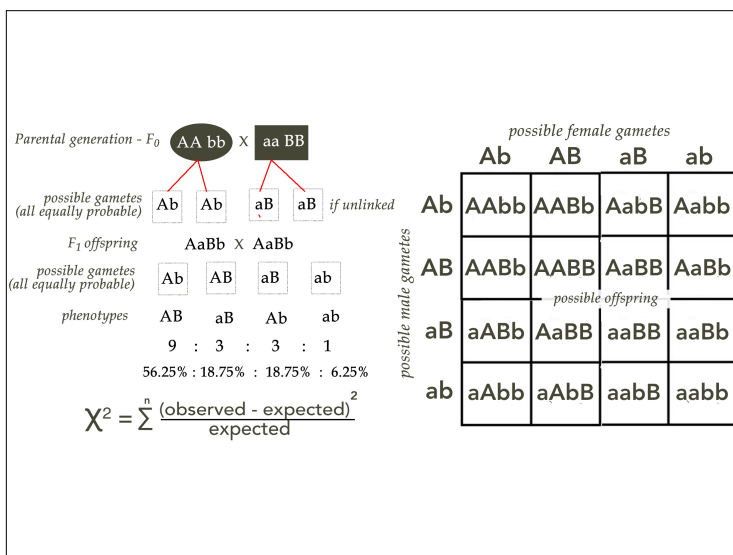 Parental generation - F0
AA bb X aa BB
possible gametes
(all equally probable)
Ab Ab aB aB if unlinked
F1 offspring AaBb X AaBb
possible gametes
(all equally probable)
Ab AB aB ab
phenotypes AB aB Ab ab
9 : 3 : 3 : 1
56.25% : 18.75% : 18.75% : 6.25%
X² = n Σ (observed - expected)²
expected
possible female gametes
Ab AB aB ab
possible male gametes
Ab AAbb AABb AabB Aabb
AB AABb AABB AaBB AaBb
possible offspring
aB aABb AaBB aaBB aaBb
ab aAbb aAbB aabB aabb